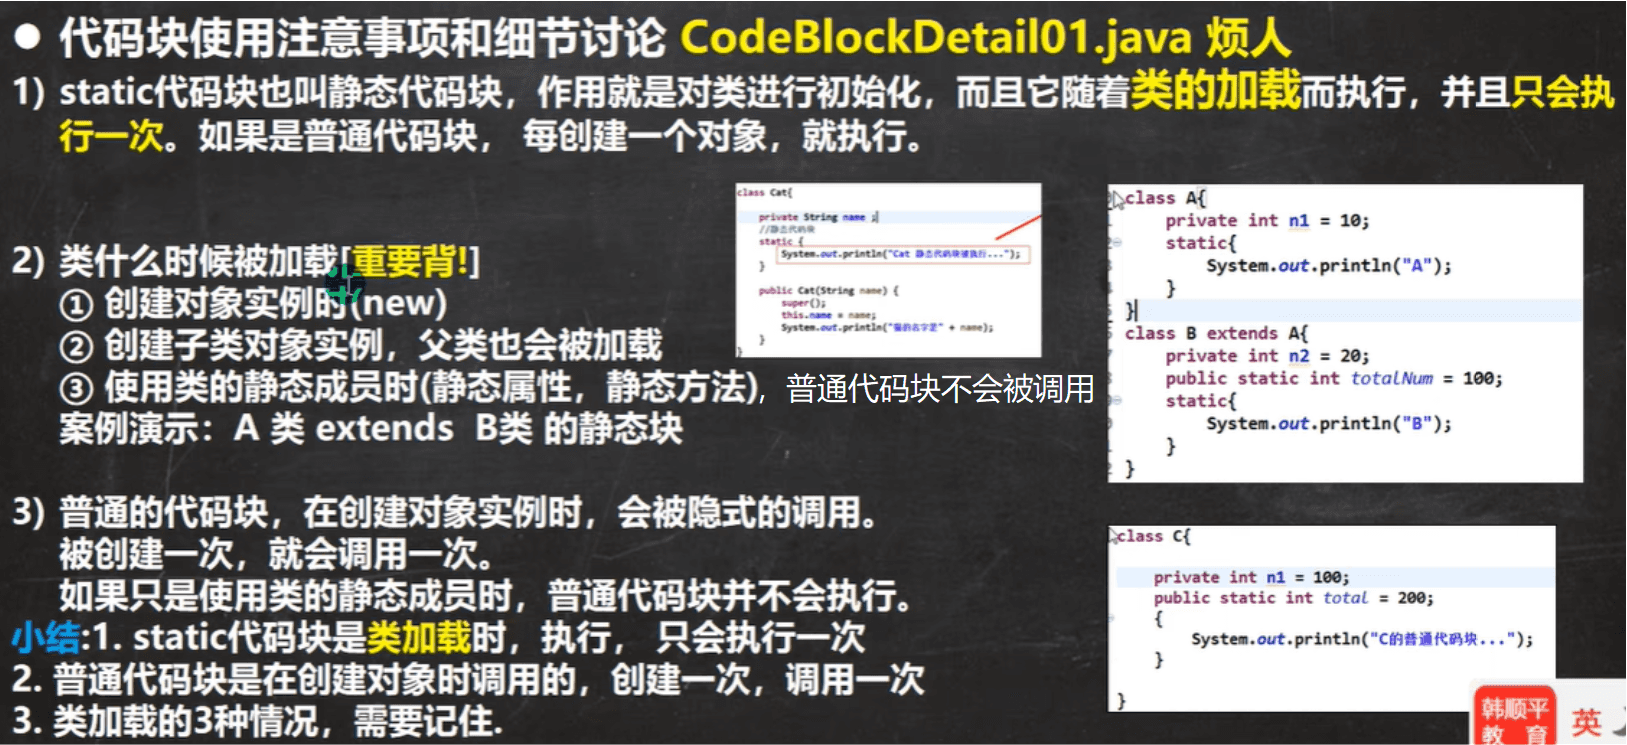 ● 代码块使用注意事项和细节讨论 CodeBlockDetail01.java 烦人
1) static代码块也叫静态代码块，作用就是对类进行初始化，而且它随着类的加载而执行，并且只会执
行一次。如果是普通代码块， 每创建一个对象，就执行。
2) 类什么时候被加载[重要背!]
① 创建对象实例时(new)
② 创建子类对象实例，父类也会被加载
③ 使用类的静态成员时(静态属性，静态方法)，普通代码块不会被调用
案例演示：A 类 extends B类 的静态块
3) 普通的代码块，在创建对象实例时，会被隐式的调用。
被创建一次，就会调用一次。
如果只是使用类的静态成员时，普通代码块并不会执行。
小结:1. static代码块是类加载时，执行， 只会执行一次
2. 普通代码块是在创建对象时调用的，创建一次，调用一次
3. 类加载的3种情况，需要记住.
class Cat{
private String name ;
//静态代码块
static {
System.out.println("Cat 静态代码块被执行...");
}
public Cat(String name) {
super();
this.name = name;
System.out.println("猫的名字是" + name);
}
}
class A{
private int n1 = 10;
static{
System.out.println("A");
}
}
class B extends A{
private int n2 = 20;
public static int totalNum = 100;
static{
System.out.println("B");
}
}
class C{
private int n1 = 100;
public static int total = 200;
{
System.out.println("C的普通代码块...");
}
}
韩顺平
教 育
英